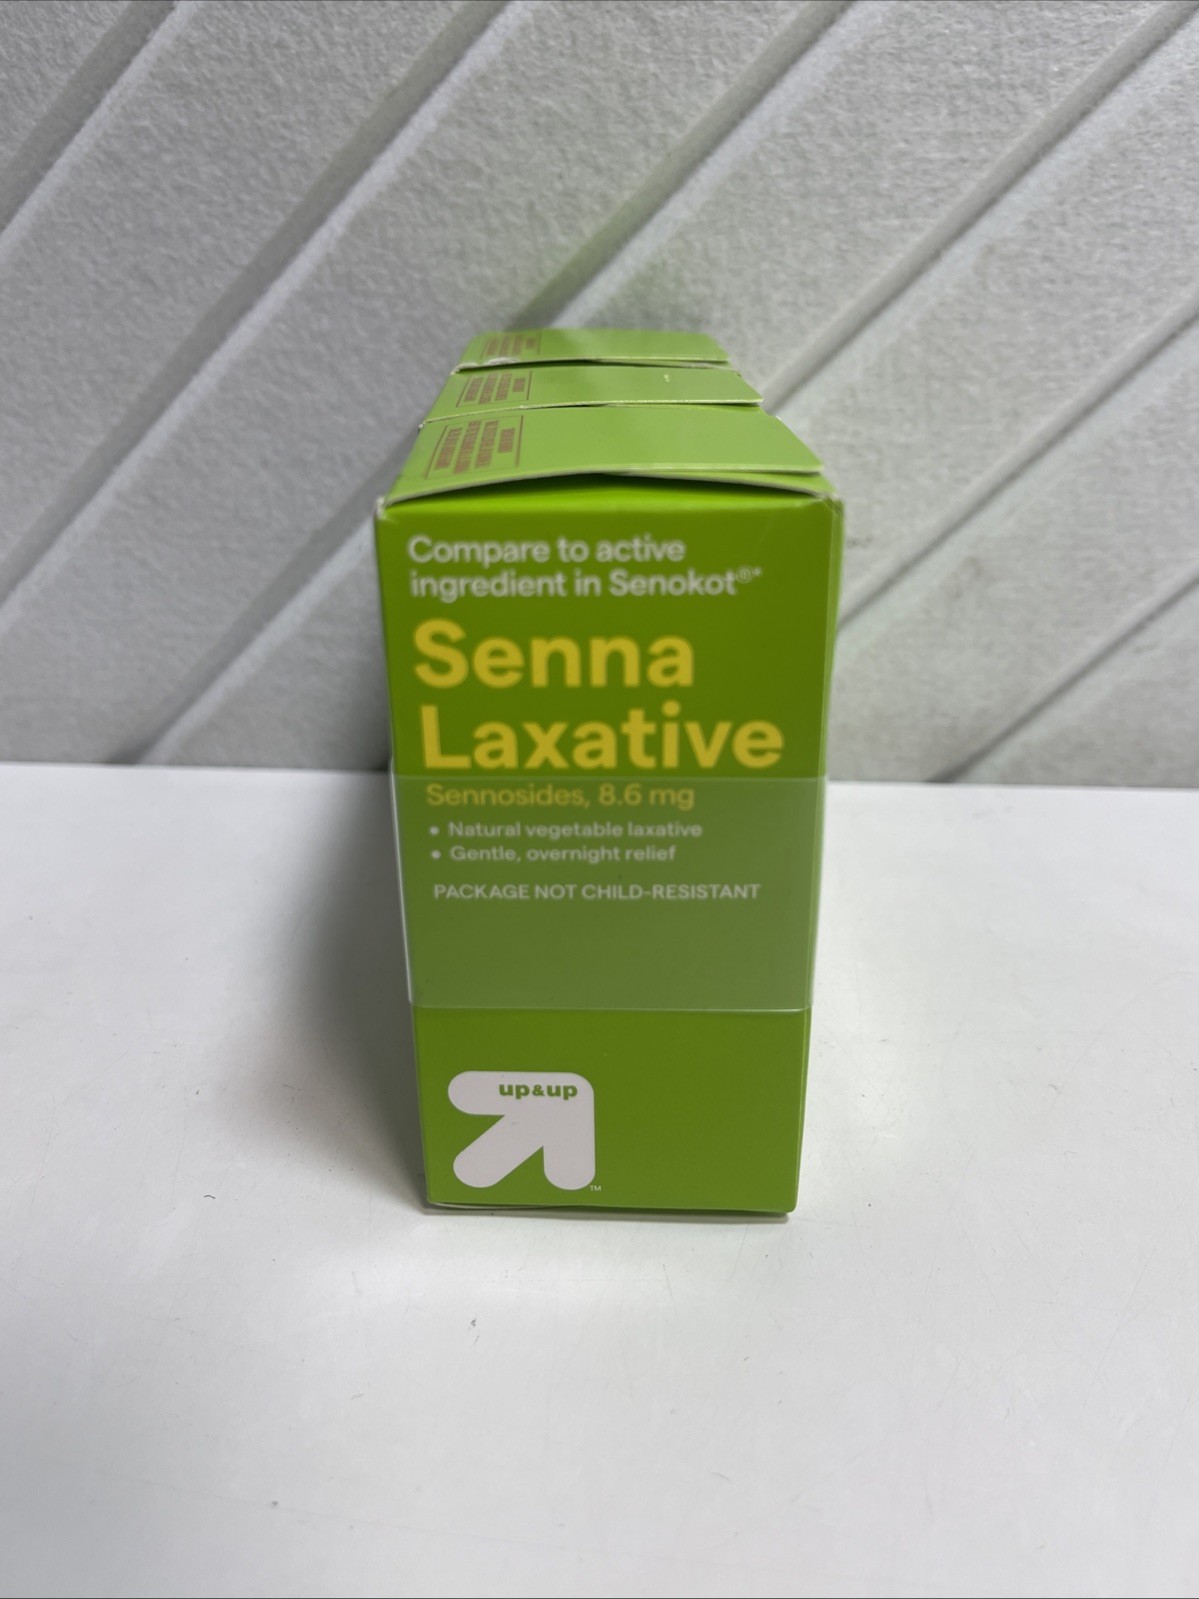 Compare to active
ingredient in Senokot®*
Senna
Laxative
Sennosides, 8.6 mg
• Natural vegetable laxative
• Gentle, overnight relief
PACKAGE NOT CHILD-RESISTANT
up&up
TM